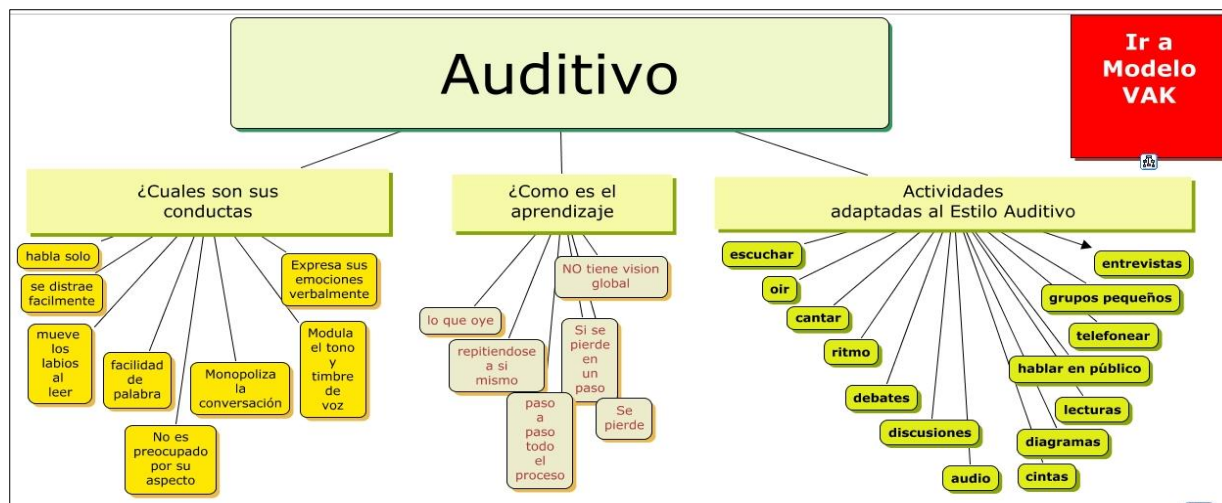 Auditivo
Ir a
Modelo
VAK
¿Cuales son sus
conductas
habla solo
se distrae
facilmente
mueve
los
labios
al
leer
facilidad
de
palabra
No es
preocupado
por su
aspecto
Monopoliza
la
conversación
Modula
el tono
y
timbre
de
voz
Expresa sus
emociones
verbalmente
¿Como es el
aprendizaje
lo que oye
repitiendose
a si
mismo
paso
a
paso
todo
el
proceso
Si se
pierde
en
un
paso
Se
pierde
NO tiene vision
global
Actividades
adaptadas al Estilo Auditivo
escuchar
oir
cantar
ritmo
debates
discusiones
audio
cintas
diagramas
lecturas
hablar en público
telefonear
grupos pequeños
entrevistas